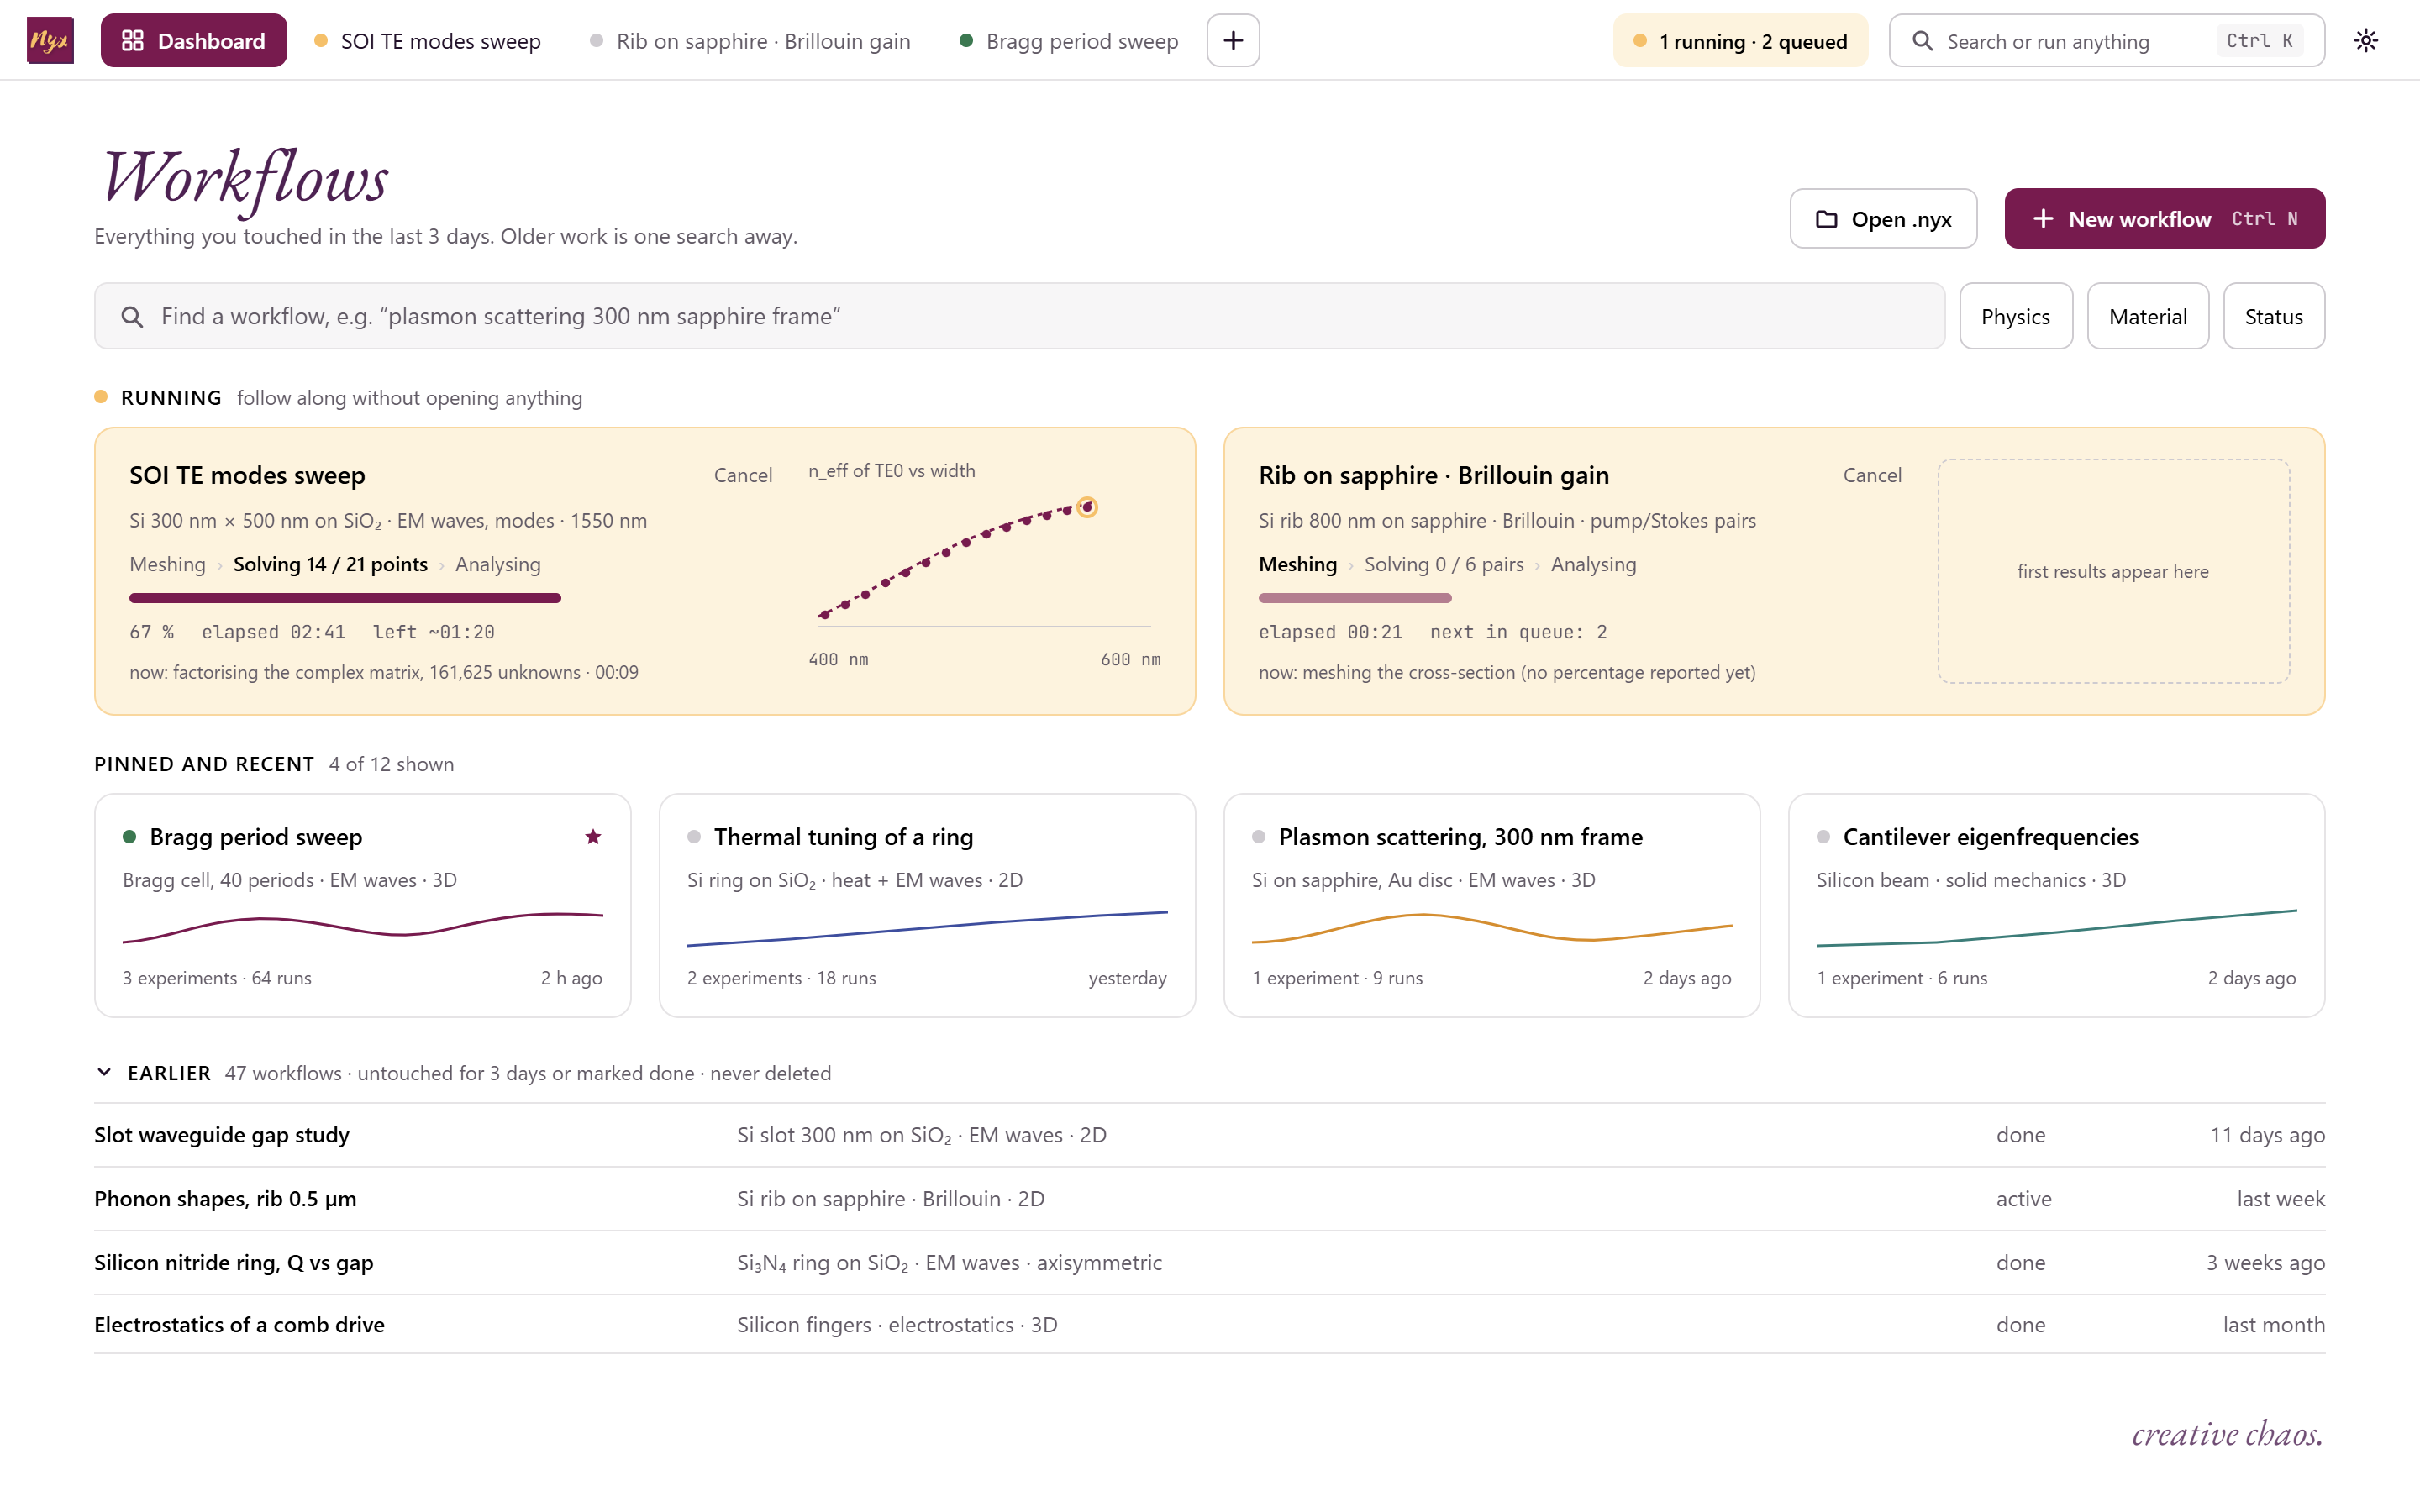 Nyx
Dashboard
SOI TE modes sweep
Rib on sapphire · Brillouin gain
Bragg period sweep
1 running · 2 queued
Search or run anything
Ctrl K
Workflows
Everything you touched in the last 3 days. Older work is one search away.
Open .nyx
New workflow Ctrl N
Find a workflow, e.g. “plasmon scattering 300 nm sapphire frame”
Physics
Material
Status
RUNNING follow along without opening anything
SOI TE modes sweep
Cancel
Si 300 nm × 500 nm on SiO₂ · EM waves, modes · 1550 nm
Meshing › Solving 14 / 21 points › Analysing
67 % elapsed 02:41 left ~01:20
now: factorising the complex matrix, 161,625 unknowns · 00:09
n_eff of TE0 vs width
400 nm 600 nm
Rib on sapphire · Brillouin gain
Cancel
Si rib 800 nm on sapphire · Brillouin · pump/Stokes pairs
Meshing › Solving 0 / 6 pairs › Analysing
elapsed 00:21 next in queue: 2
now: meshing the cross-section (no percentage reported yet)
first results appear here
PINNED AND RECENT 4 of 12 shown
Bragg period sweep
Bragg cell, 40 periods · EM waves · 3D
3 experiments · 64 runs 2 h ago
Thermal tuning of a ring
Si ring on SiO₂ · heat + EM waves · 2D
2 experiments · 18 runs yesterday
Plasmon scattering, 300 nm frame
Si on sapphire, Au disc · EM waves · 3D
1 experiment · 9 runs 2 days ago
Cantilever eigenfrequencies
Silicon beam · solid mechanics · 3D
1 experiment · 6 runs 2 days ago
EARLIER 47 workflows · untouched for 3 days or marked done · never deleted
Slot waveguide gap study Si slot 300 nm on SiO₂ · EM waves · 2D done 11 days ago
Phonon shapes, rib 0.5 µm Si rib on sapphire · Brillouin · 2D active last week
Silicon nitride ring, Q vs gap Si₃N₄ ring on SiO₂ · EM waves · axisymmetric done 3 weeks ago
Electrostatics of a comb drive Silicon fingers · electrostatics · 3D done last month
creative chaos.